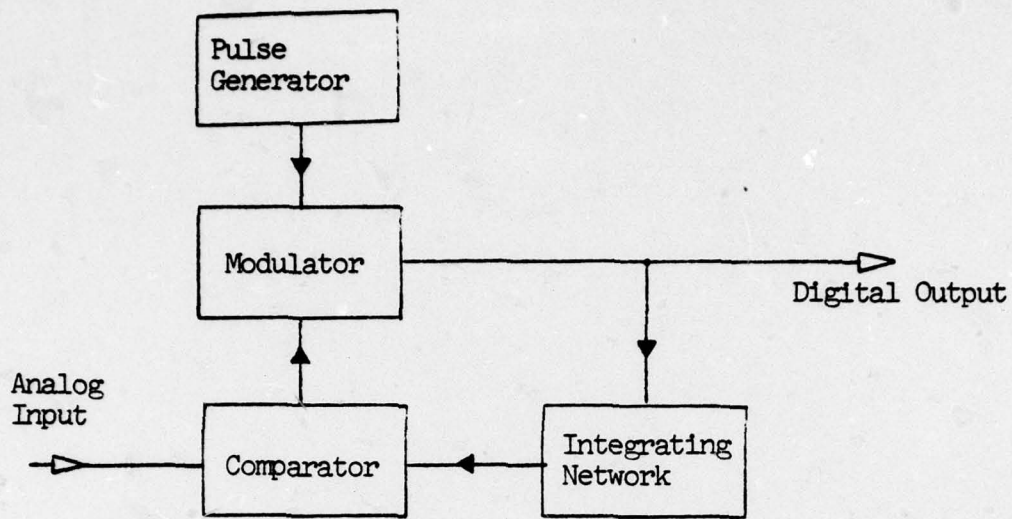 Pulse
Generator
Modulator
Digital Output
Analog
Input
Comparator
Integrating
Network